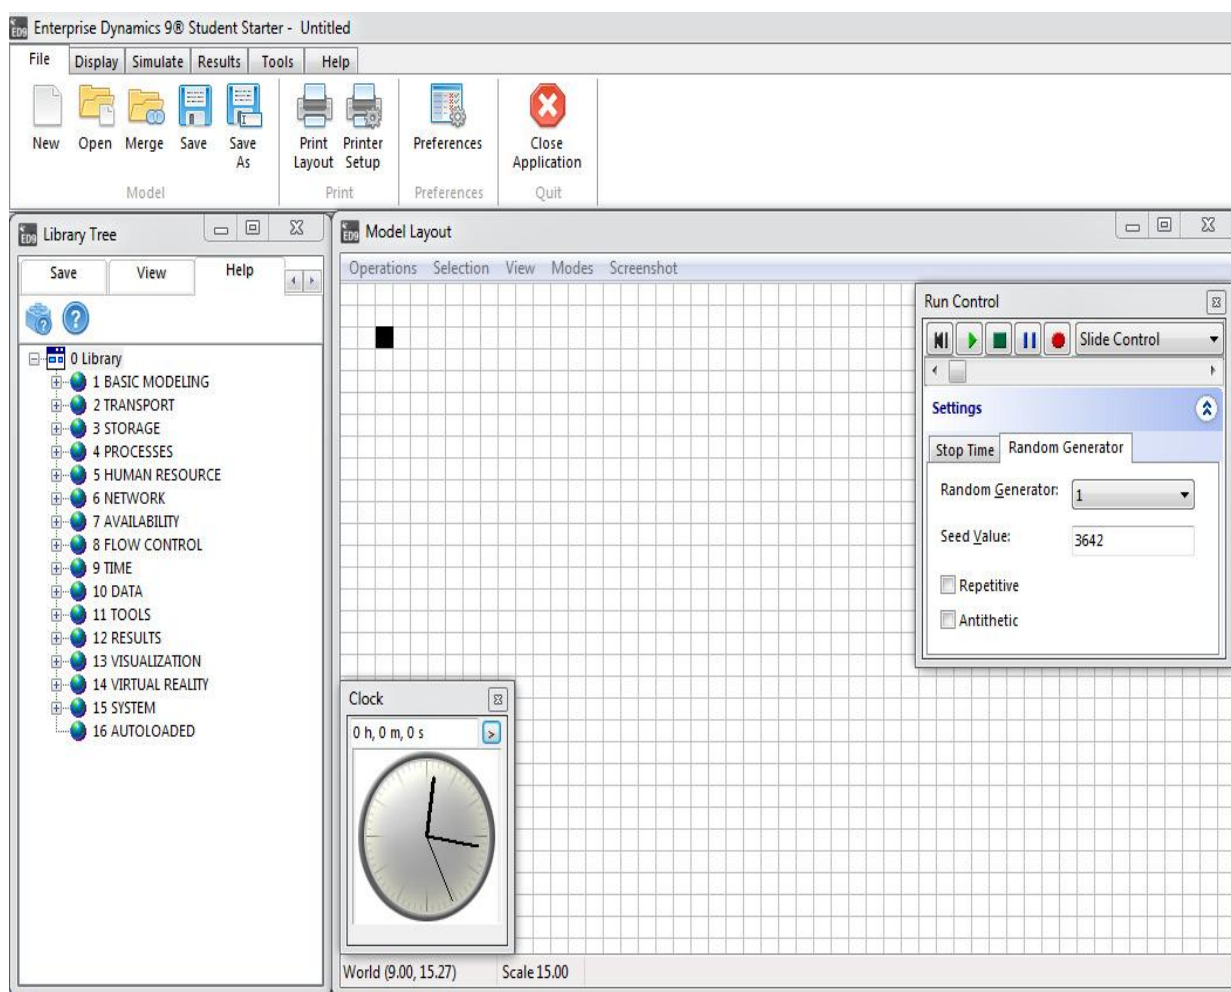 Enterprise Dynamics 9® Student Starter - Untitled
File Display Simulate Results Tools Help
New Open Merge Save Save As Print Layout Printer Setup Preferences Close Application
Model Print Preferences Quit
ED9 Library Tree
Save View Help
0 Library
1 BASIC MODELING
2 TRANSPORT
3 STORAGE
4 PROCESSES
5 HUMAN RESOURCE
6 NETWORK
7 AVAILABILITY
8 FLOW CONTROL
9 TIME
10 DATA
11 TOOLS
12 RESULTS
13 VISUALIZATION
14 VIRTUAL REALITY
15 SYSTEM
16 AUTOLOADED
ED9 Model Layout
Operations Selection View Modes Screenshot
Run Control
Slide Control
Settings
Stop Time Random Generator
Random Generator: 1
Seed Value: 3642
Repetitive
Antithetic
Clock
0 h, 0 m, 0 s >
World (9.00, 15.27) Scale 15.00